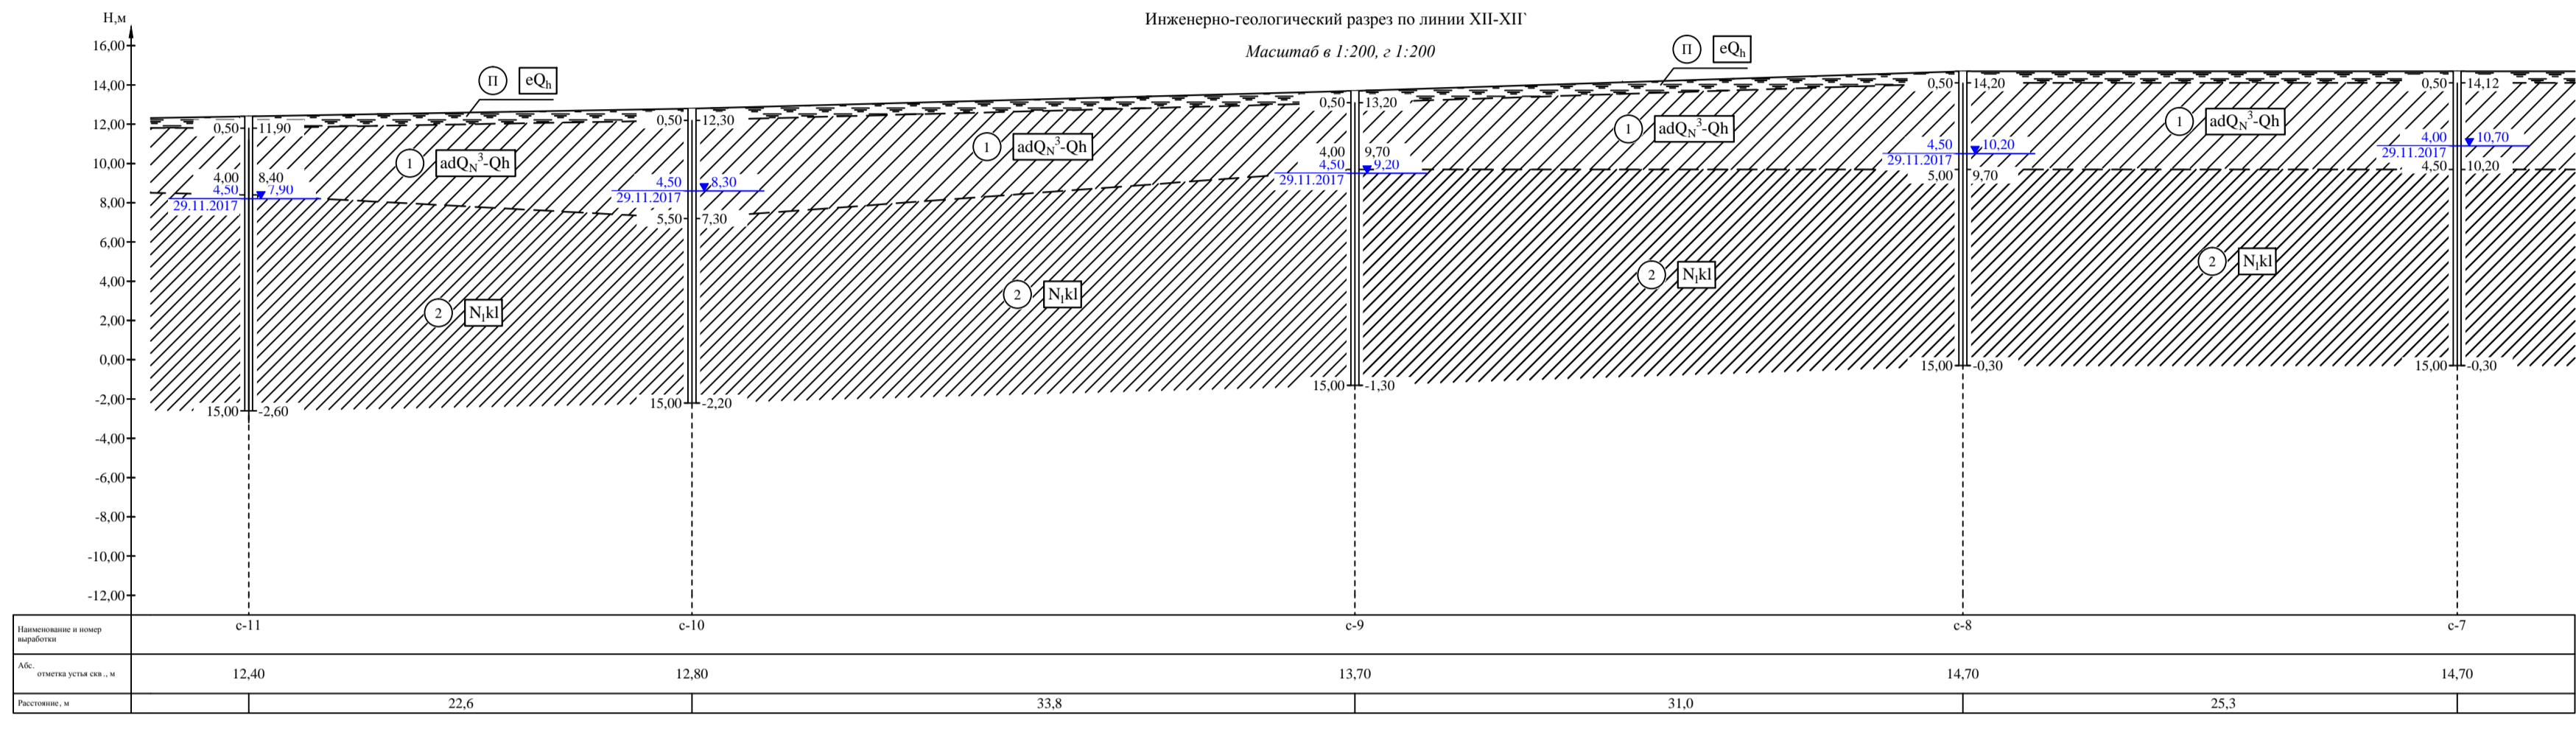 Инженерно-геологический разрез по линии XII-XII`
Масштаб в 1:200, г 1:200
Н,м
16,00
14,00
12,00
10,00
8,00
6,00
4,00
2,00
0,00
-2,00
-4,00
-6,00
-8,00
-10,00
-12,00
П eQh
П eQh
0,50 11,90
4,00 8,40
4,50 7,90
29.11.2017
15,00 -2,60
1 adQN3-Qh
2 N1kl
0,50 12,30
4,50 8,30
29.11.2017
5,50 7,30
15,00 -2,20
1 adQN3-Qh
2 N1kl
0,50 13,20
4,00 9,70
4,50 9,20
29.11.2017
15,00 -1,30
1 adQN3-Qh
2 N1kl
0,50 14,20
4,50 10,20
29.11.2017
5,00 9,70
15,00 -0,30
1 adQN3-Qh
2 N1kl
0,50 14,12
4,00 10,70
29.11.2017
4,50 10,20
15,00 -0,30
Наименование и номер
выработки
с-11 с-10 с-9 с-8 с-7
Абс.
отметка устья скв., м
12,40 12,80 13,70 14,70 14,70
Расстояние, м
22,6 33,8 31,0 25,3